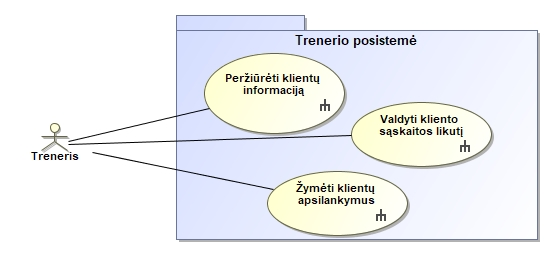 Trenerio posistemė
Peržiūrėti klientų
informaciją
Valdyti kliento
sąskaitos likutį
Treneris
Žymėti klientų
apsilankymus